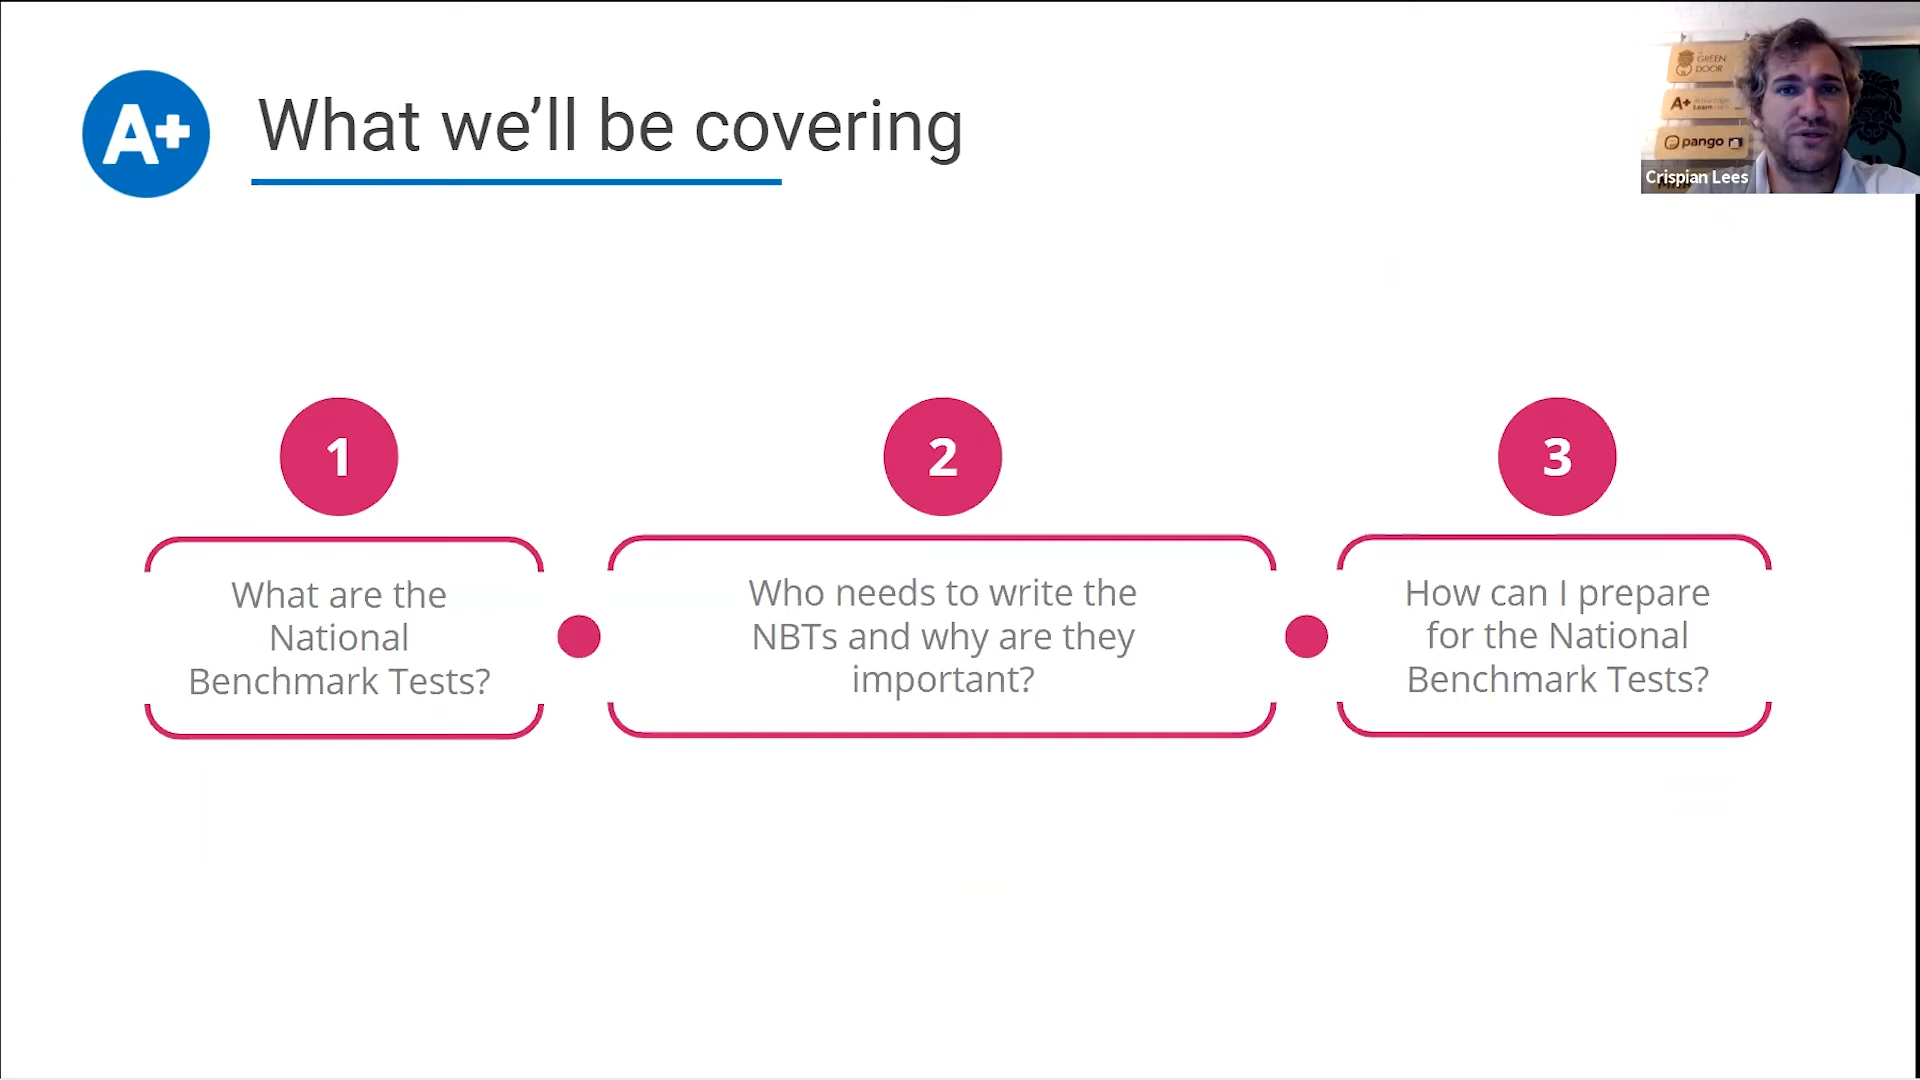 A+
What we’ll be covering
GREEN
DOOR
A+ Advantage
Learn
pango
Crispian Lees
1
2
3
What are the
National
Benchmark Tests?
Who needs to write the
NBTs and why are they
important?
How can I prepare
for the National
Benchmark Tests?